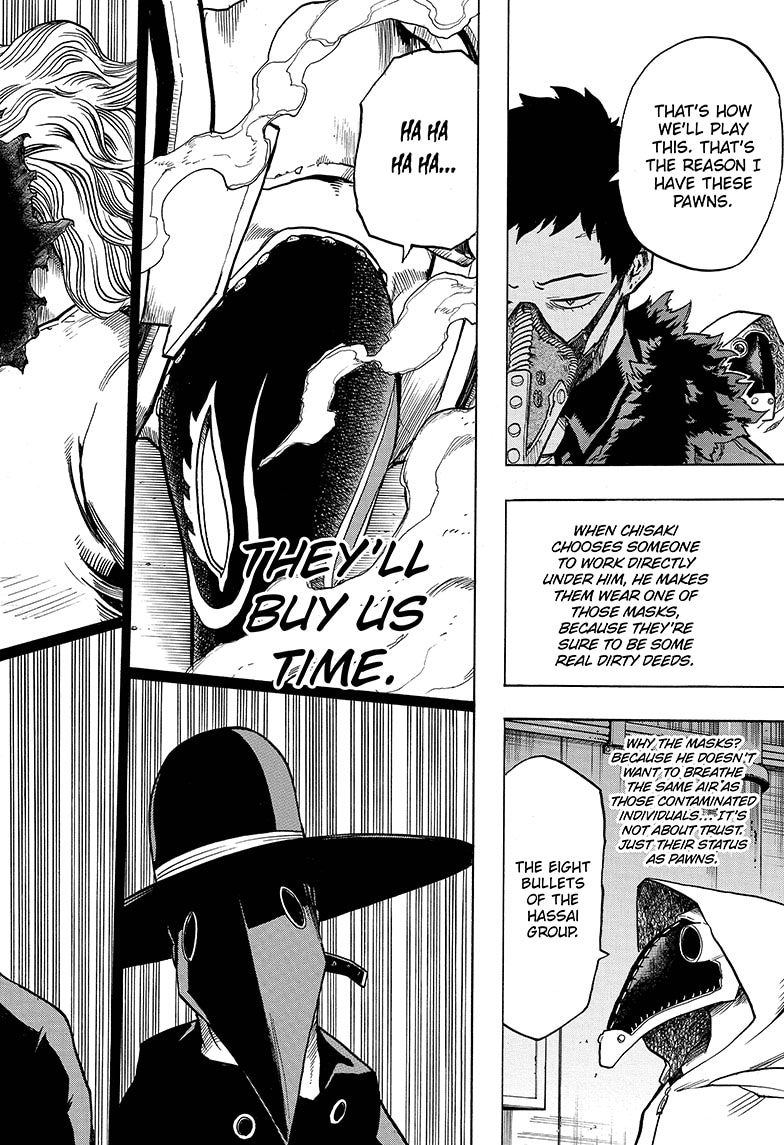 THAT'S HOW
WE'LL PLAY
THIS. THAT'S
THE REASON I
HAVE THESE
PAWNS.
WHEN CHISAKI
CHOOSES SOMEONE
TO WORK DIRECTLY
UNDER HIM, HE MAKES
THEM WEAR ONE OF
THOSE MASKS,
BECAUSE THEY'RE
SURE TO BE SOME
REAL DIRTY DEEDS.
WHY THE MASKS?
BECAUSE HE DOESN'T
WANT TO BREATHE
THE SAME AIR AS
THOSE CONTAMINATED
INDIVIDUALS... IT'S
NOT ABOUT TRUST.
JUST THEIR STATUS
AS PAWNS.
THE EIGHT
BULLETS
OF THE
HASSAI
GROUP.
HA HA
HA HA...
THEY'LL
BUY US
TIME.